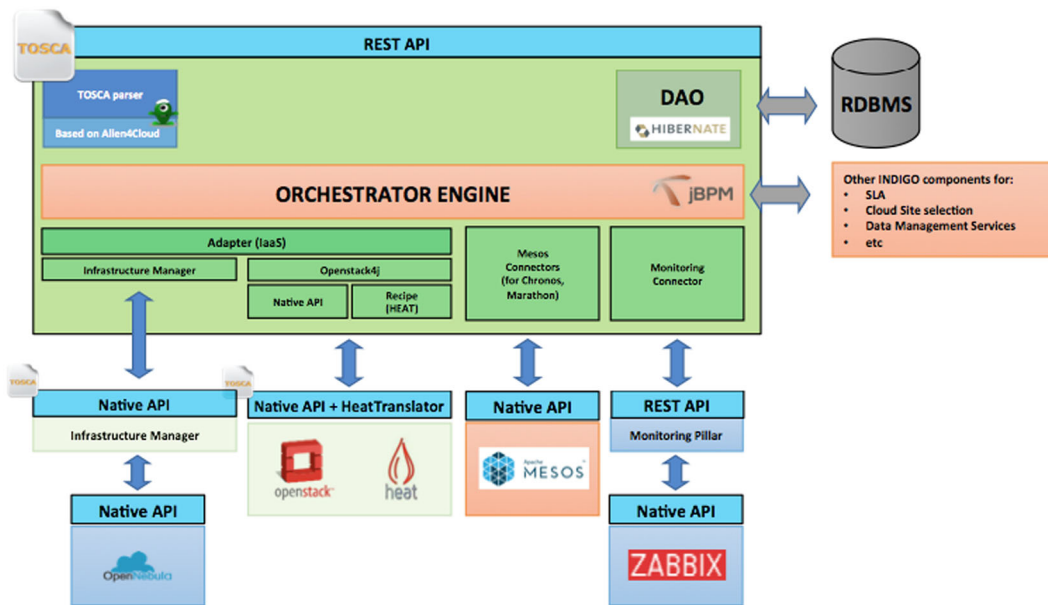 TOSCA
REST API
TOSCA parser
Based on Alien4Cloud
DAO
HIBERNATE
RDBMS
ORCHESTRATOR ENGINE
jBPM
Other INDIGO components for:
• SLA
• Cloud Site selection
• Data Management Services
• etc
Adapter (IaaS)
Infrastructure Manager
Openstack4j
Native API
Recipe
(HEAT)
Mesos
Connectors
(for Chronos,
Marathon)
Monitoring
Connector
TOSCA
TOSCA
Native API
Infrastructure Manager
Native API + HeatTranslator
openstack
heat
Native API
Apache
MESOS
REST API
Monitoring Pillar
Native API
OpenNebula
Native API
ZABBIX